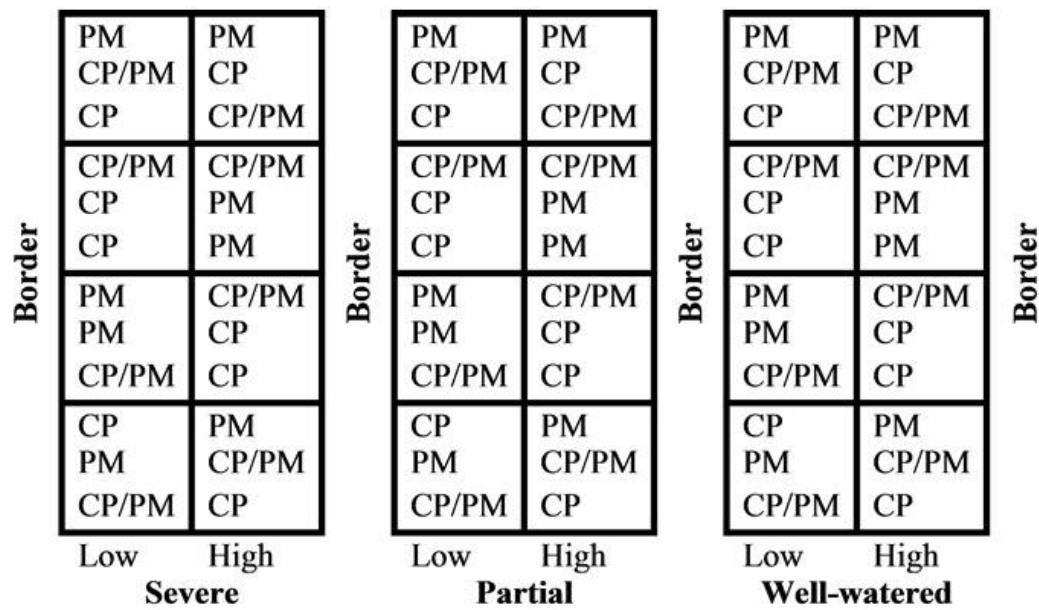 PM PM PM PM PM PM
CP/PM CP CP/PM CP CP/PM CP
CP CP/PM CP CP/PM CP CP/PM
CP/PM CP/PM CP/PM CP/PM CP/PM CP/PM
CP PM CP PM CP PM
CP PM CP PM CP PM
Border Border Border Border
PM CP/PM PM CP/PM PM CP/PM
PM CP PM CP PM CP
CP/PM CP CP/PM CP CP/PM CP
CP PM CP PM CP PM
PM CP/PM PM CP/PM PM CP/PM
CP/PM CP CP/PM CP CP/PM CP
Low High Low High Low High
Severe Partial Well-watered